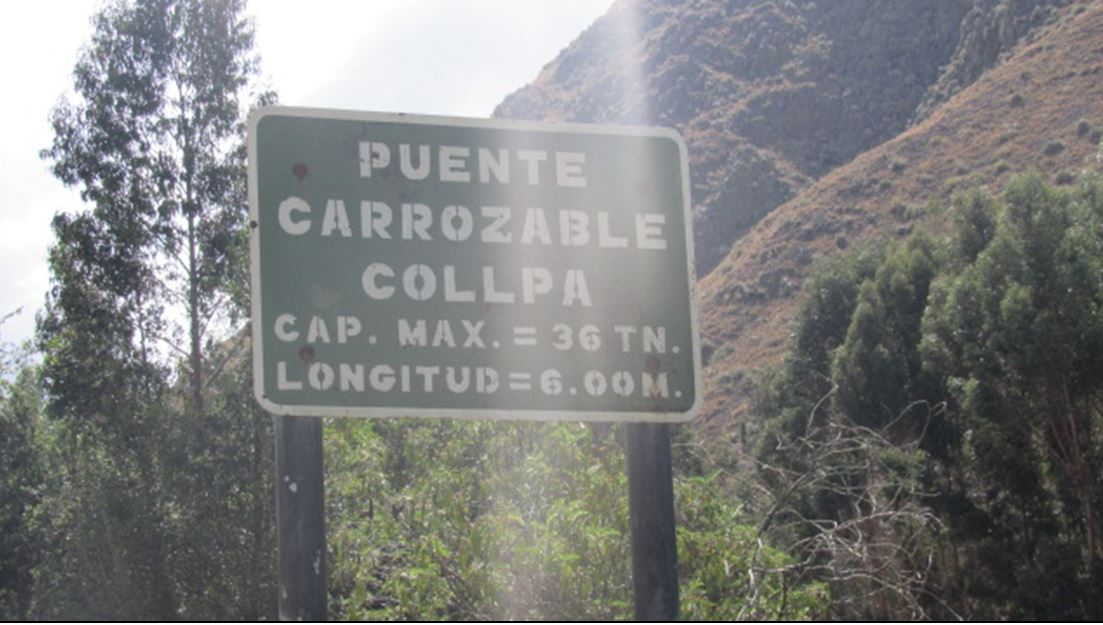 PUENTE
CARROZABLE
COLLPA
CAP. MAX. = 36 TN.
LONGITUD = 6.00M.